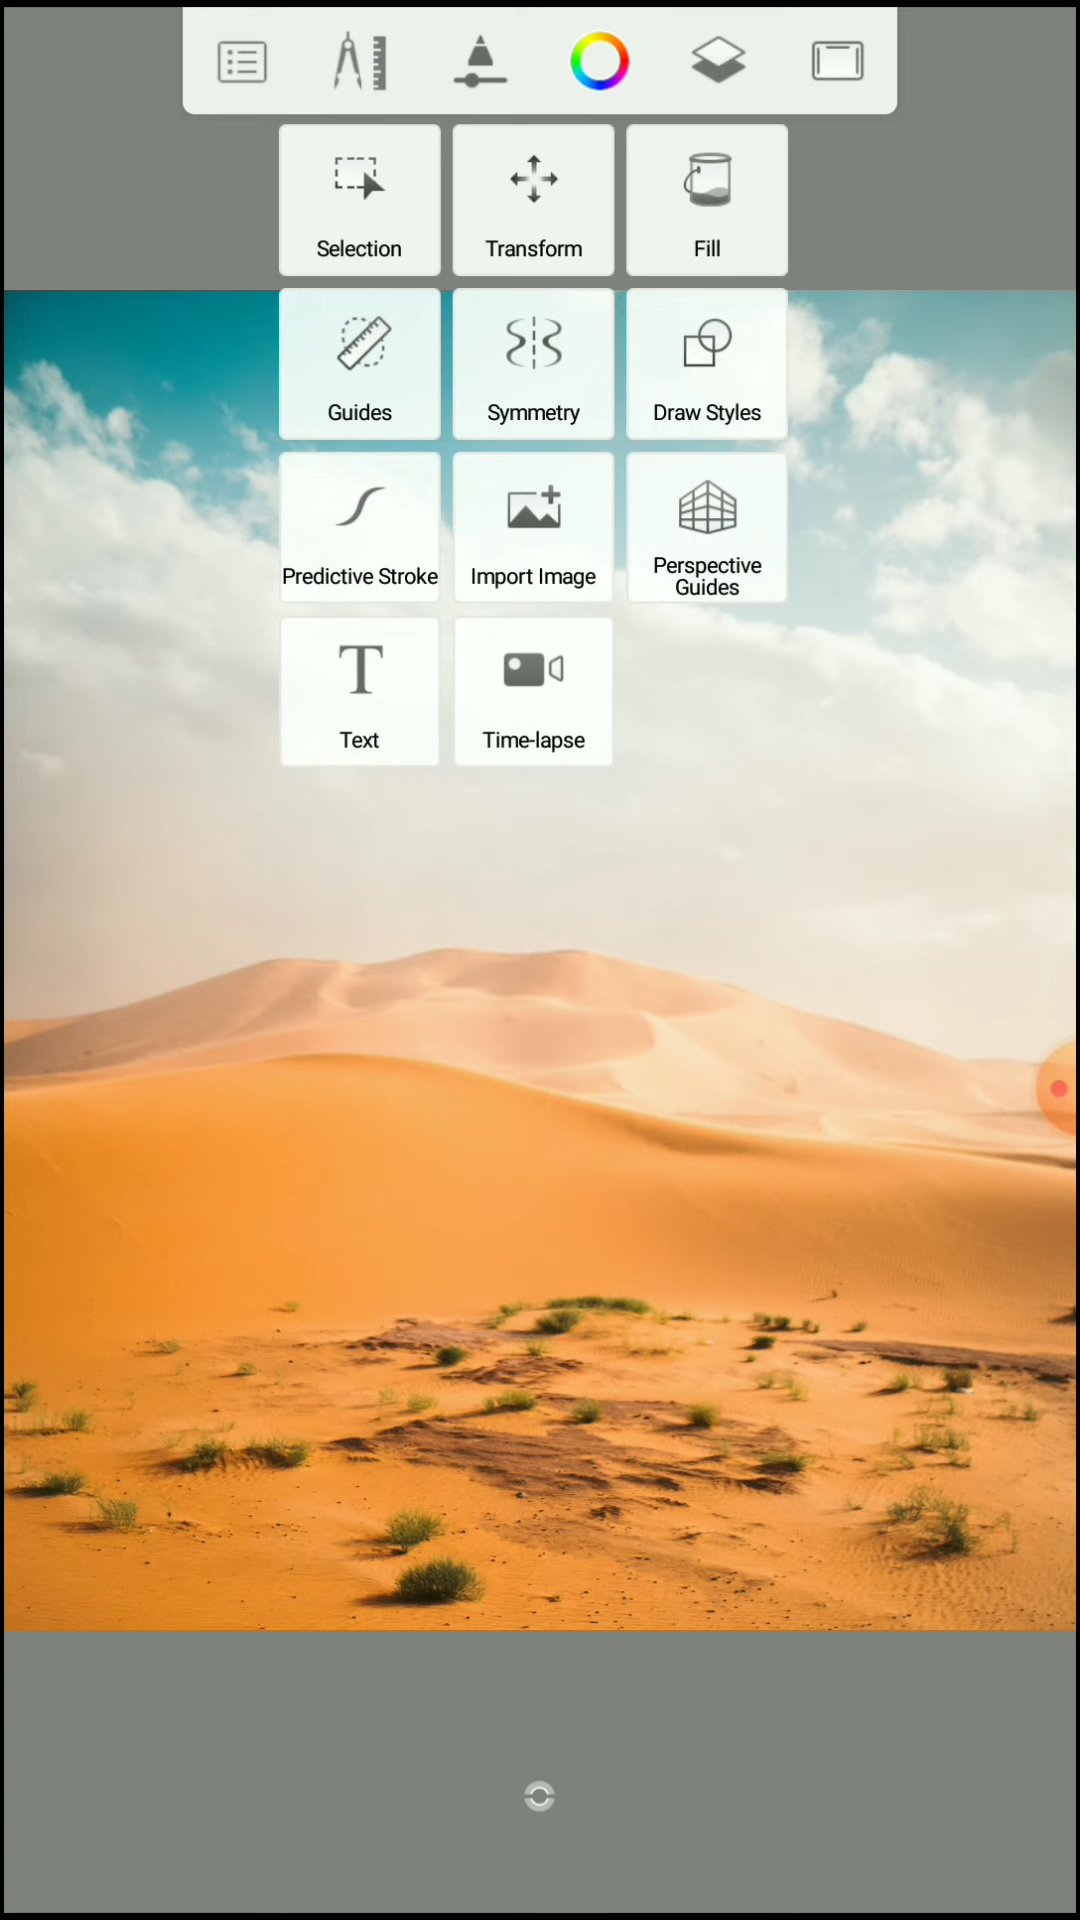 Selection
Transform
Fill
Guides
Symmetry
Draw Styles
Predictive Stroke
Import Image
Perspective
Guides
Text
Time-lapse